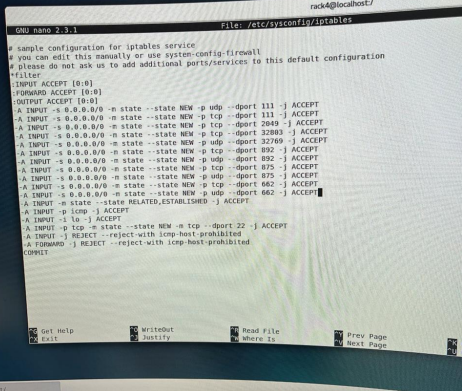 rack4@localhost:/
GNU nano 2.3.1 File: /etc/sysconfig/iptables
# sample configuration for iptables service
# you can edit this manually or use system-config-firewall
# please do not ask us to add additional ports/services to this default configuration
*filter
:INPUT ACCEPT [0:0]
:FORWARD ACCEPT [0:0]
:OUTPUT ACCEPT [0:0]
-A INPUT -s 0.0.0.0/0 -m state --state NEW -p udp --dport 111 -j ACCEPT
-A INPUT -s 0.0.0.0/0 -m state --state NEW -p tcp --dport 111 -j ACCEPT
-A INPUT -s 0.0.0.0/0 -m state --state NEW -p tcp --dport 2049 -j ACCEPT
-A INPUT -s 0.0.0.0/0 -m state --state NEW -p tcp --dport 32803 -j ACCEPT
-A INPUT -s 0.0.0.0/0 -m state --state NEW -p udp --dport 32769 -j ACCEPT
-A INPUT -s 0.0.0.0/0 -m state --state NEW -p tcp --dport 892 -j ACCEPT
-A INPUT -s 0.0.0.0/0 -m state --state NEW -p udp --dport 892 -j ACCEPT
-A INPUT -s 0.0.0.0/0 -m state --state NEW -p tcp --dport 875 -j ACCEPT
-A INPUT -s 0.0.0.0/0 -m state --state NEW -p udp --dport 875 -j ACCEPT
-A INPUT -s 0.0.0.0/0 -m state --state NEW -p tcp --dport 662 -j ACCEPT
-A INPUT -s 0.0.0.0/0 -m state --state NEW -p udp --dport 662 -j ACCEPT
-A INPUT -m state --state RELATED,ESTABLISHED -j ACCEPT
-A INPUT -p icmp -j ACCEPT
-A INPUT -i lo -j ACCEPT
-A INPUT -p tcp -m state --state NEW -m tcp --dport 22 -j ACCEPT
-A INPUT -j REJECT --reject-with icmp-host-prohibited
-A FORWARD -j REJECT --reject-with icmp-host-prohibited
COMMIT
^G Get Help ^O WriteOut ^R Read File ^Y Prev Page ^K
^X Exit ^J Justify ^W Where Is ^V Next Page ^U